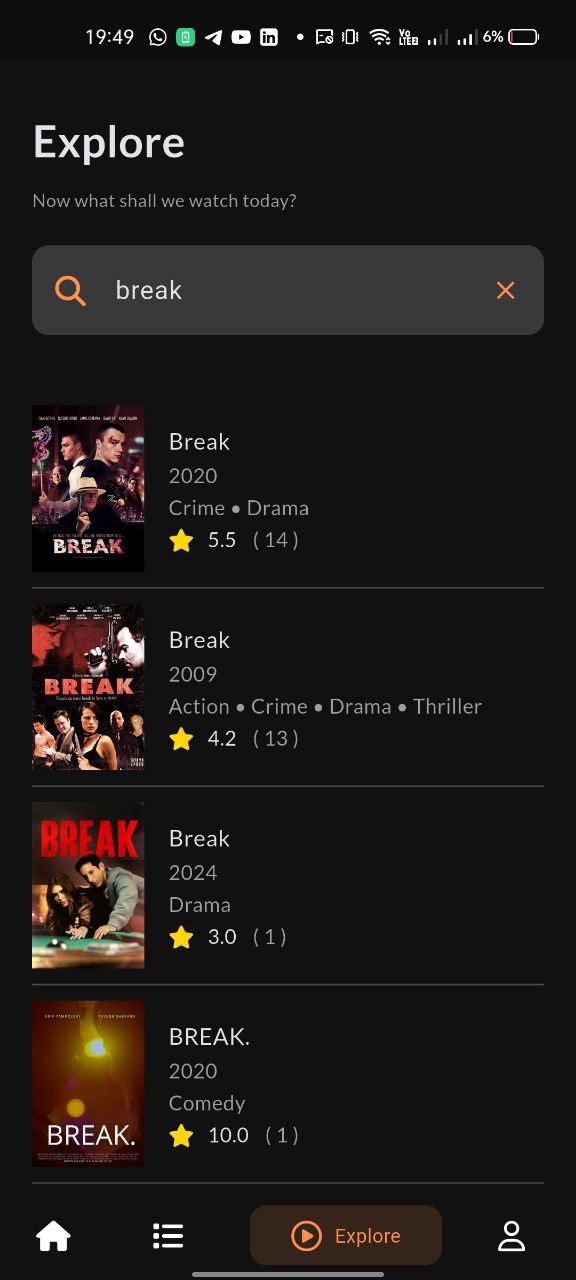 19:49
Vo
LTE2
6%
Explore
Now what shall we watch today?
break
BREAK
Break
2020
Crime • Drama
5.5 ( 14 )
BREAK
Break
2009
Action • Crime • Drama • Thriller
4.2 ( 13 )
BREAK
Break
2024
Drama
3.0 ( 1 )
BREAK.
BREAK.
2020
Comedy
10.0 ( 1 )
Explore